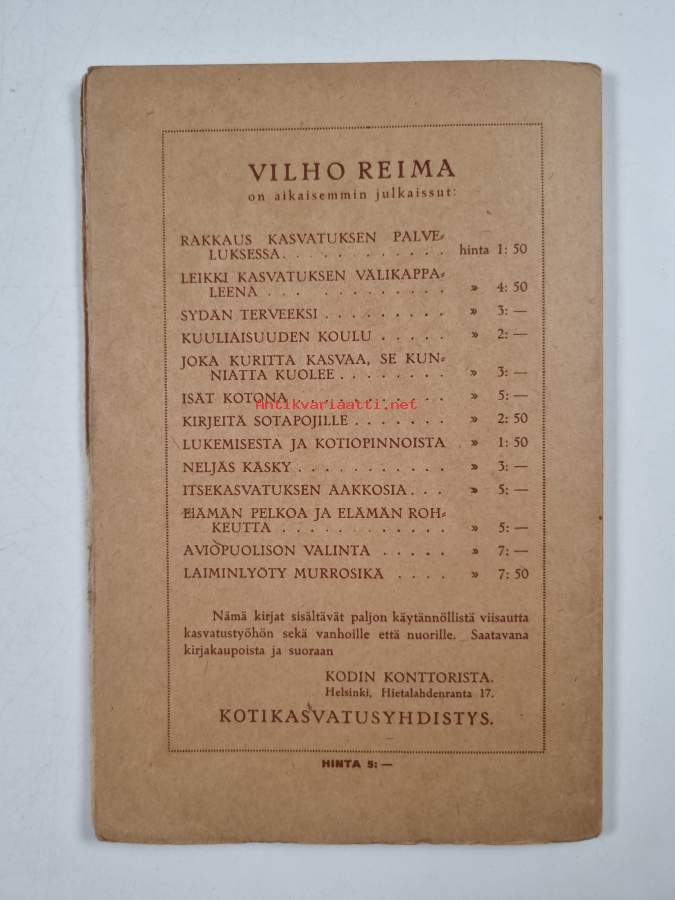 VILHO REIMA
on aikaisemmin julkaissut:
RAKKAUS KASVATUKSEN PALVE-
LUKSESSA. . . . . . . . . . . . . hinta 1: 50
LEIKKI KASVATUKSEN VÄLIKAPPA-
LEENA . . . . . . . . . . . . . » 4: 50
SYDÄN TERVEEKSI . . . . . . . . . » 3: —
KUULIAISUUDEN KOULU . . . . . » 2: —
JOKA KURITTA KASVAA, SE KUN-
NIATTA KUOLEE . . . . . . . . » 3: —
ISÄT KOTONA . . . . . . . . . . . » 5: —
Antikvariaatti.net
KIRJEITÄ SOTAPOJILLE . . . . . . . » 2: 50
LUKEMISESTA JA KOTIOPINNOISTA » 1: 50
NELJÄS KÄSKY . . . . . . . . . . . » 3: —
ITSEKASVATUKSEN AAKKOSIA . . . » 5: —
ELÄMÄN PELKOA JA ELÄMÄN ROH-
KEUTTA . . . . . . . . . . . . » 5: —
AVIOPUOLISON VALINTA . . . . . » 7: —
LAIMINLYÖTY MURROSIKÄ . . . . » 7: 50
Nämä kirjat sisältävät paljon käytännöllistä viisautta
kasvatustyöhön sekä vanhoille että nuorille. Saatavana
kirjakaupoista ja suoraan
KODIN KONTTORISTA.
Helsinki, Hietalahdenranta 17.
KOTIKASVATUSYHDISTYS.
HINTA 5: —